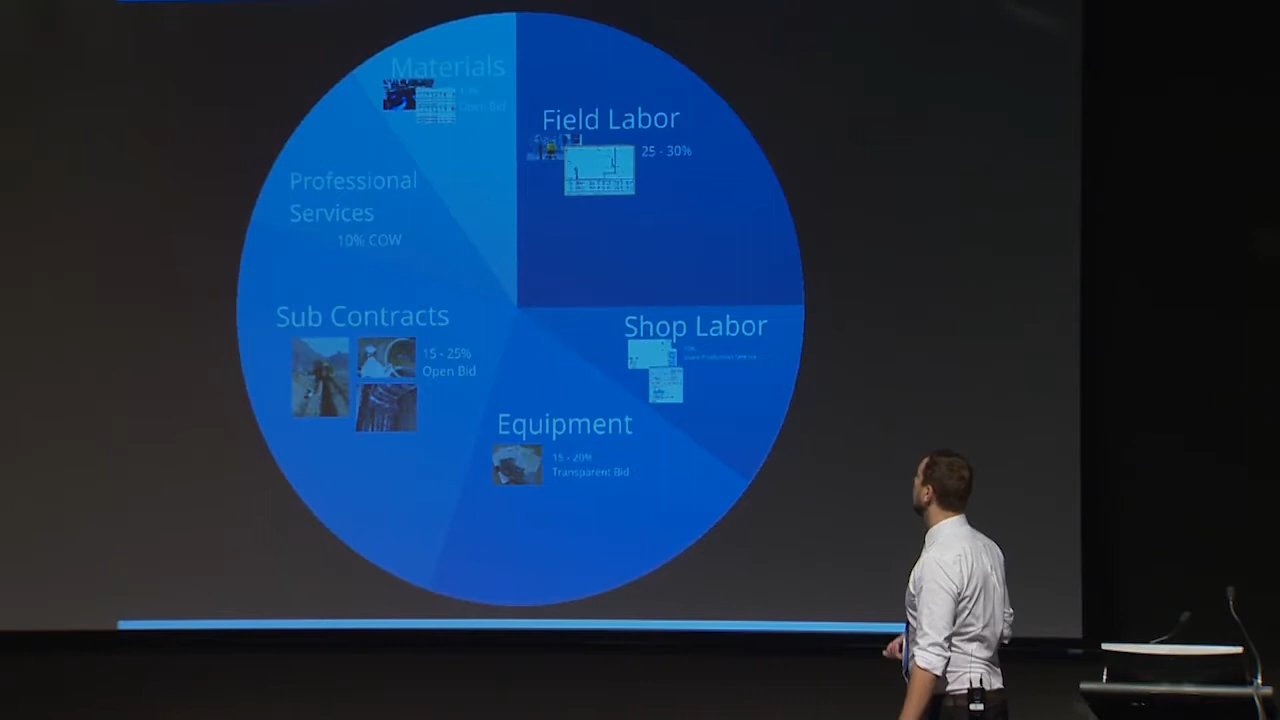 Materials
Open Bid
Field Labor
25 - 30%
Professional
Services
10% COW
Sub Contracts
15 - 25%
Open Bid
Shop Labor
Equipment
15 - 20%
Transparent Bid